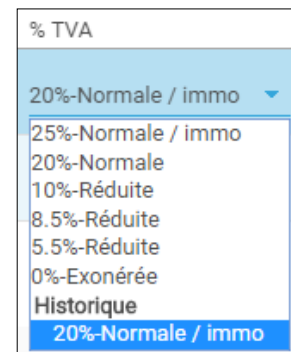 % TVA
20%-Normale / immo
25%-Normale / immo
20%-Normale
10%-Réduite
8.5%-Réduite
5.5%-Réduite
0%-Exonérée
Historique
20%-Normale / immo